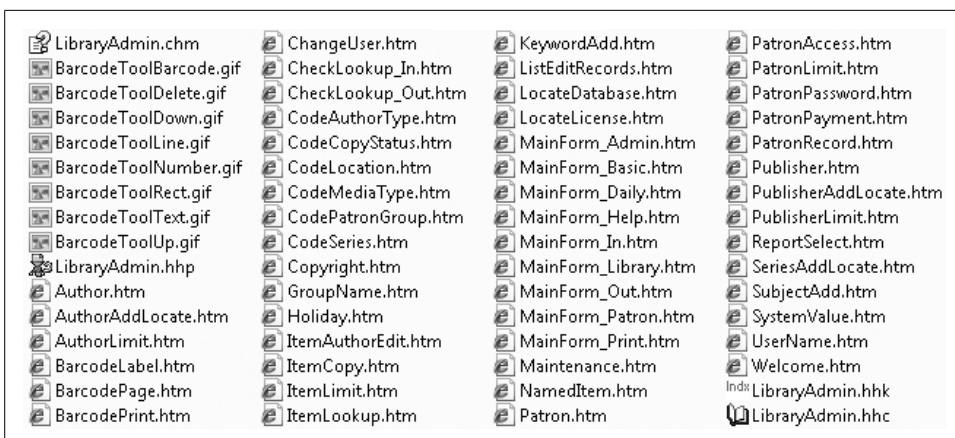 LibraryAdmin.chm
BarcodeToolBarcode.gif
BarcodeToolDelete.gif
BarcodeToolDown.gif
BarcodeToolLine.gif
BarcodeToolNumber.gif
BarcodeToolRect.gif
BarcodeToolText.gif
BarcodeToolUp.gif
LibraryAdmin.hhp
Author.htm
AuthorAddLocate.htm
AuthorLimit.htm
BarcodeLabel.htm
BarcodePage.htm
BarcodePrint.htm
ChangeUser.htm
CheckLookup_In.htm
CheckLookup_Out.htm
CodeAuthorType.htm
CodeCopyStatus.htm
CodeLocation.htm
CodeMediaType.htm
CodePatronGroup.htm
CodeSeries.htm
Copyright.htm
GroupName.htm
Holiday.htm
ItemAuthorEdit.htm
ItemCopy.htm
ItemLimit.htm
ItemLookup.htm
KeywordAdd.htm
ListEditRecords.htm
LocateDatabase.htm
LocateLicense.htm
MainForm_Admin.htm
MainForm_Basic.htm
MainForm_Daily.htm
MainForm_Help.htm
MainForm_In.htm
MainForm_Library.htm
MainForm_Out.htm
MainForm_Patron.htm
MainForm_Print.htm
Maintenance.htm
NamedItem.htm
Patron.htm
PatronAccess.htm
PatronLimit.htm
PatronPassword.htm
PatronPayment.htm
PatronRecord.htm
Publisher.htm
PublisherAddLocate.htm
PublisherLimit.htm
ReportSelect.htm
SeriesAddLocate.htm
SubjectAdd.htm
SystemValue.htm
UserName.htm
Welcome.htm
Indx LibraryAdmin.hhk
LibraryAdmin.hhc